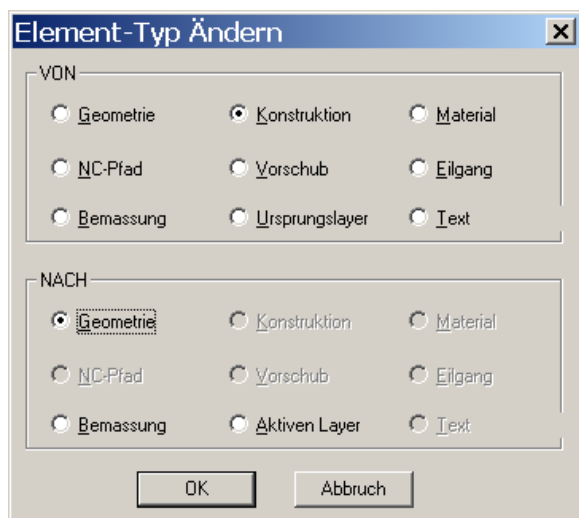 Element-Typ Ändern
VON
Geometrie Konstruktion Material
NC-Pfad Vorschub Eilgang
Bemassung Ursprungslayer Text
NACH
Geometrie Konstruktion Material
NC-Pfad Vorschub Eilgang
Bemassung Aktiven Layer Text
OK Abbruch